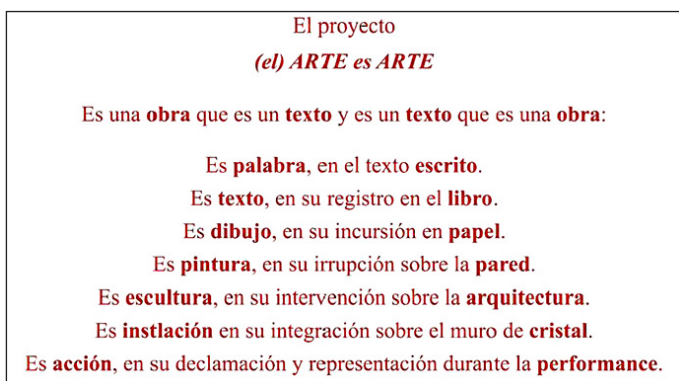 El proyecto
(el) ARTE es ARTE
Es una obra que es un texto y es un texto que es una obra:
Es palabra, en el texto escrito.
Es texto, en su registro en el libro.
Es dibujo, en su incursión en papel.
Es pintura, en su irrupción sobre la pared.
Es escultura, en su intervención sobre la arquitectura.
Es instlación en su integración sobre el muro de cristal.
Es acción, en su declamación y representación durante la performance.